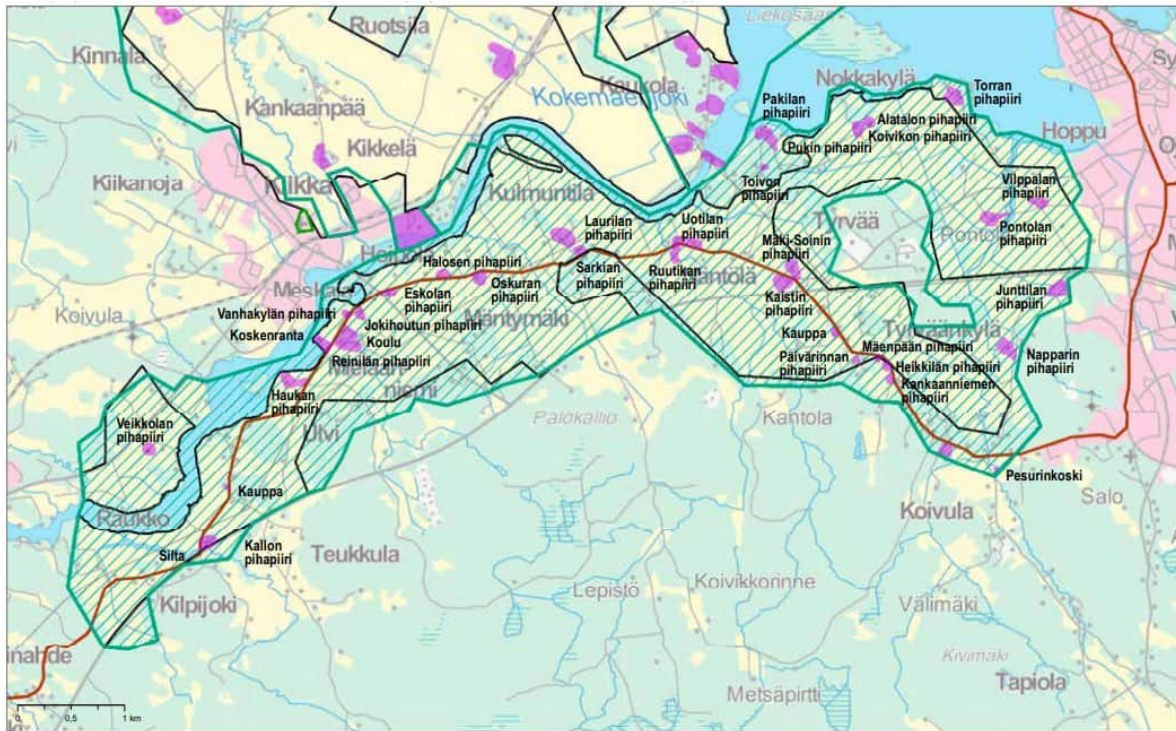 Ruotsila
Liekosaari
Kinnala
Nokkakylä
Torran
pihapiiri
Kaukola
Kokemäenjoki
Pakilan
pihapiiri
Kankaanpää
Alatalon pihapiiri
Koivikon pihapiiri
Hoppu
Pukin pihapiiri
Kikkelä
Kiikanoja
Kiikka
Kulmuntila
Toivon
pihapiiri
Vilppalan
pihapiiri
Laurilan
pihapiiri
Uotilan
pihapiiri
Tyrvää
Pontolan
pihapiiri
Mäki-Soinin
pihapiiri
Halosen pihapiiri
Sarkian
pihapiiri
Ruutikan
pihapiiri
Junttilan
pihapiiri
Oskuran
pihapiiri
Eskolan
pihapiiri
Kaistin
pihapiiri
Vanhakylän pihapiiri
Mäntymäki
Koivula
Jokihoutun pihapiiri
Koskenranta
Koulu
Kauppa
Tyrväänkylä
Mäenpään pihapiiri
Reinilän pihapiiri
Päivärinnan
pihapiiri
Napparin
pihapiiri
Heikkilän pihapiiri
Kankaanniemen
pihapiiri
Haukan
pihapiiri
Palokallio
Kantola
Veikkolan
pihapiiri
Ulvi
Pesurinkoski
Kauppa
Salo
Raukko
Koivula
Silta
Kallon
pihapiiri
Teukkula
Lepistö
Koivikkorinne
Kilpijoki
Välimäki
inahde
Kivimäki
Tapiola
Metsäpirtti
0 0,5 1 km
ki